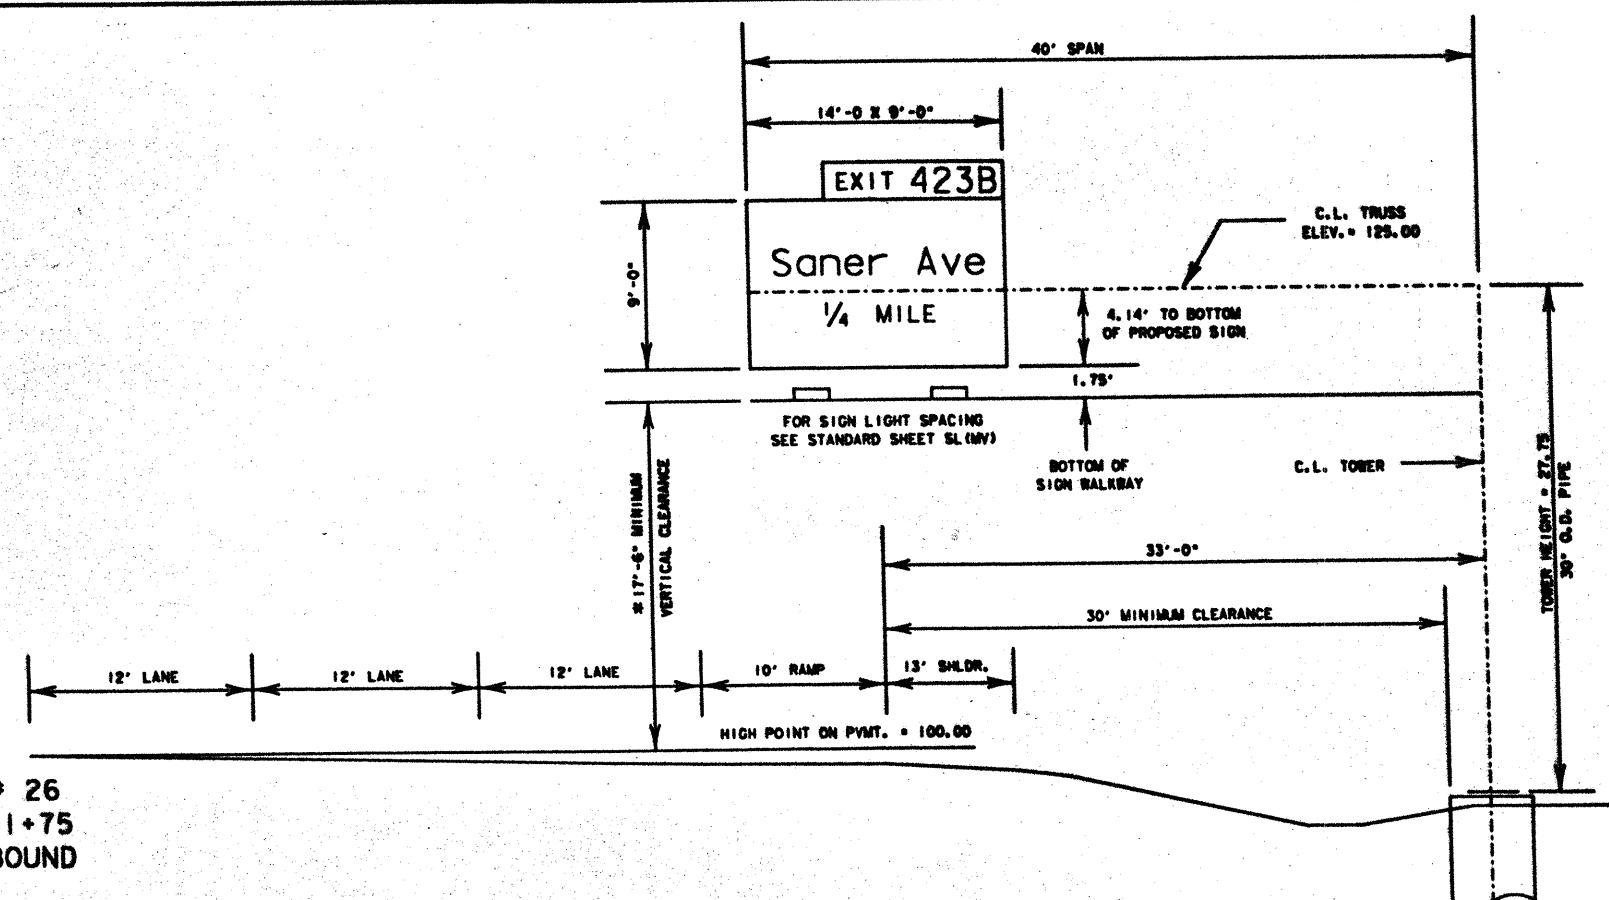 40' SPAN
14'-0 X 9'-0"
EXIT 423B
Saner Ave
1/4 MILE
9'-0"
C.L. TRUSS
ELEV. = 125.00
4.14' TO BOTTOM
OF PROPOSED SIGN
1.75'
FOR SIGN LIGHT SPACING
SEE STANDARD SHEET SL(MV)
BOTTOM OF
SIGN WALKWAY
C.L. TOWER
TOWER HEIGHT = 27.75
30" O.D. PIPE
* 17'-6" MINIMUM
VERTICAL CLEARANCE
33'-0"
30' MINIMUM CLEARANCE
12' LANE
12' LANE
12' LANE
10' RAMP
13' SHLDR.
HIGH POINT ON PVMT. = 100.00
26
1+75
BOUND